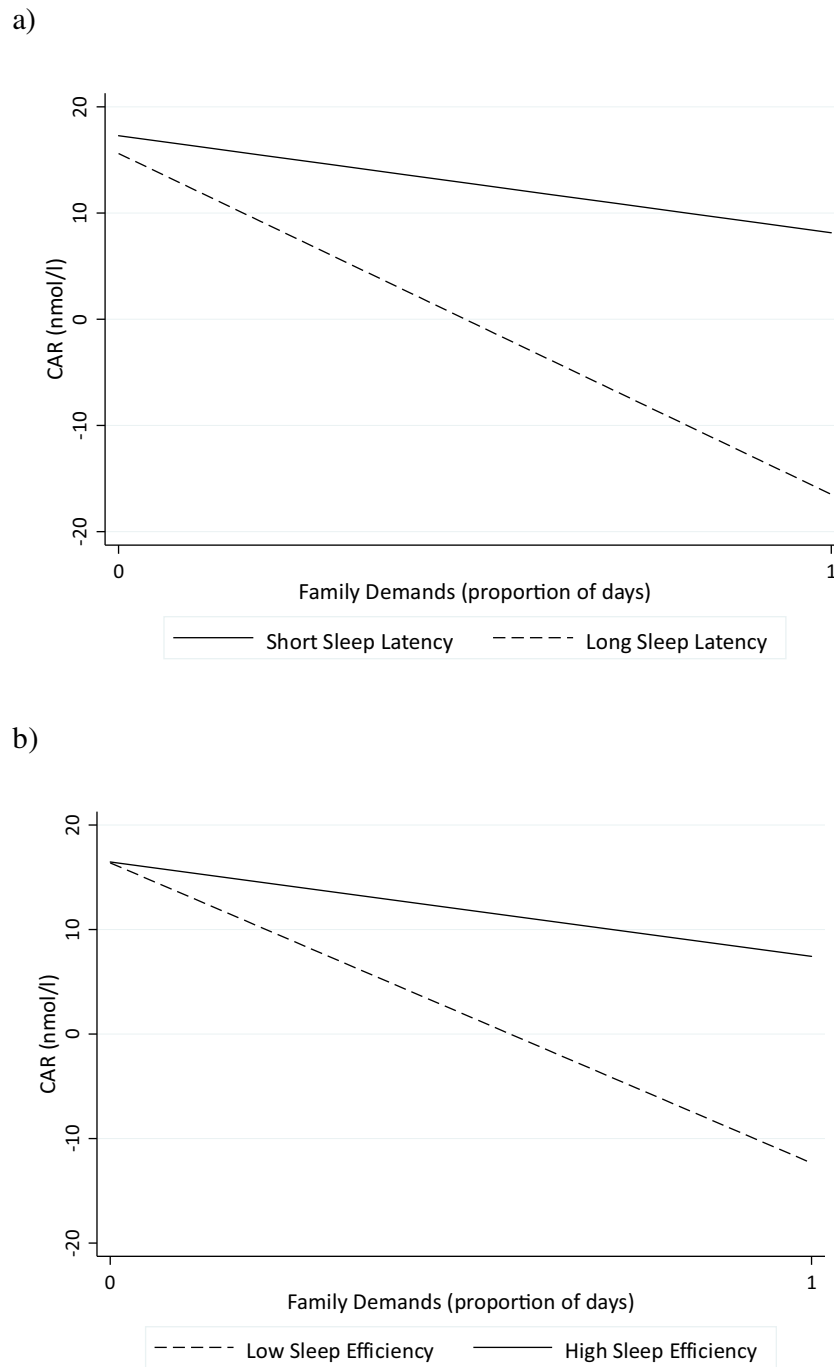 a)
20
10
0
-10
-20
CAR (nmol/l)
0 1
Family Demands (proportion of days)
Short Sleep Latency Long Sleep Latency
b)
20
10
0
-10
-20
CAR (nmol/l)
0 1
Family Demands (proportion of days)
Low Sleep Efficiency High Sleep Efficiency